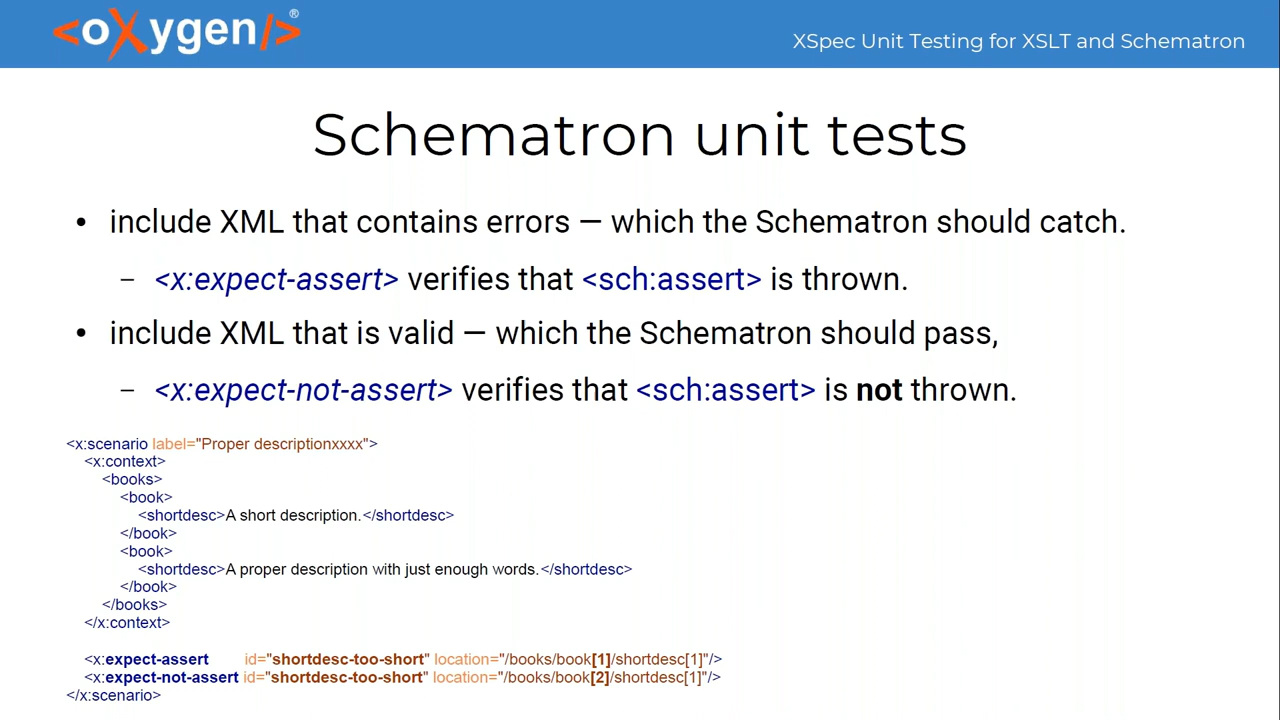 <oXygen/>®
XSpec Unit Testing for XSLT and Schematron
Schematron unit tests
• include XML that contains errors — which the Schematron should catch.
– <x:expect-assert> verifies that <sch:assert> is thrown.
• include XML that is valid — which the Schematron should pass,
– <x:expect-not-assert> verifies that <sch:assert> is not thrown.
<x:scenario label="Proper descriptionxxxx">
<x:context>
<books>
<book>
<shortdesc>A short description.</shortdesc>
</book>
<book>
<shortdesc>A proper description with just enough words.</shortdesc>
</book>
</books>
</x:context>
<x:expect-assert id="shortdesc-too-short" location="/books/book[1]/shortdesc[1]"/>
<x:expect-not-assert id="shortdesc-too-short" location="/books/book[2]/shortdesc[1]"/>
</x:scenario>